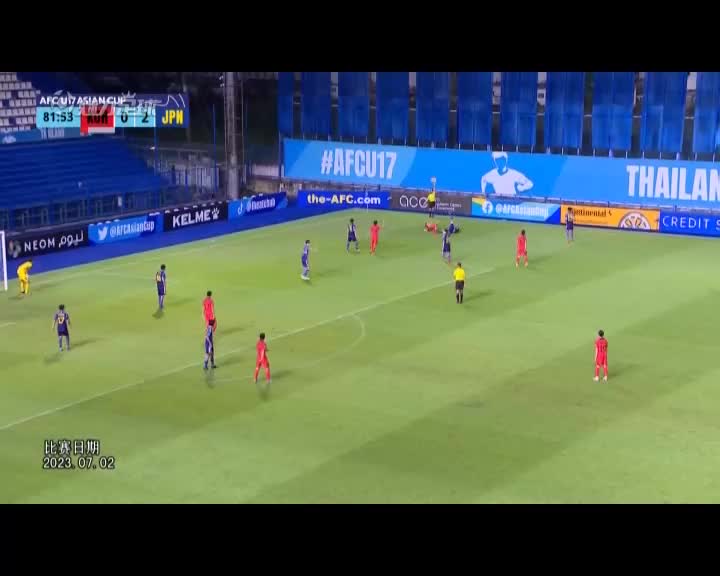 AFC U17 ASIAN CUP
81:53 KOR 0 2 JPN
#AFCU17
THAILAN
the-AFC.com
@AFCAsianCup
Continental
CREDIT S
KELME
@AFCAsianCup
NEOM نيوم
比赛日期
2023.07.02